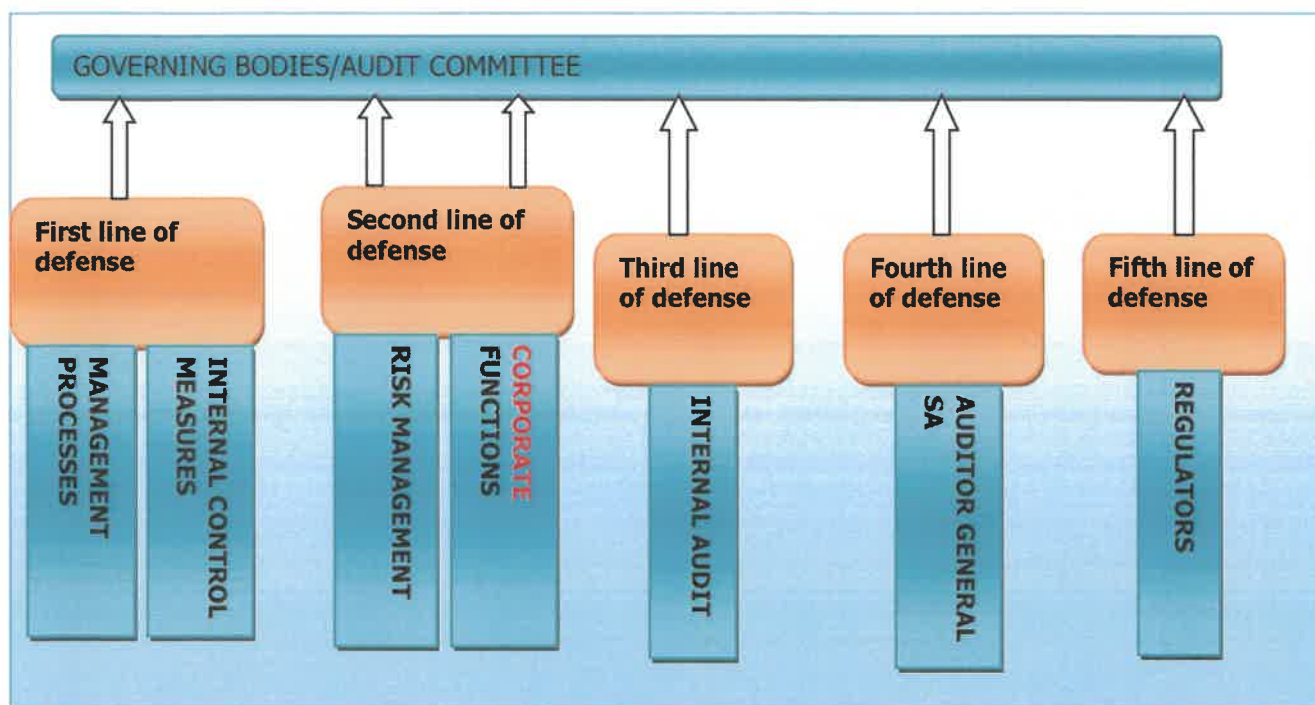 GOVERNING BODIES/AUDIT COMMITTEE
First line of
defense
Second line of
defense
Third line
of defense
Fourth line
of defense
Fifth line of
defense
MANAGEMENT
PROCESSES
INTERNAL CONTROL
MEASURES
RISK MANAGEMENT
CORPORATE
FUNCTIONS
INTERNAL AUDIT
AUDITOR GENERAL
SA
REGULATORS